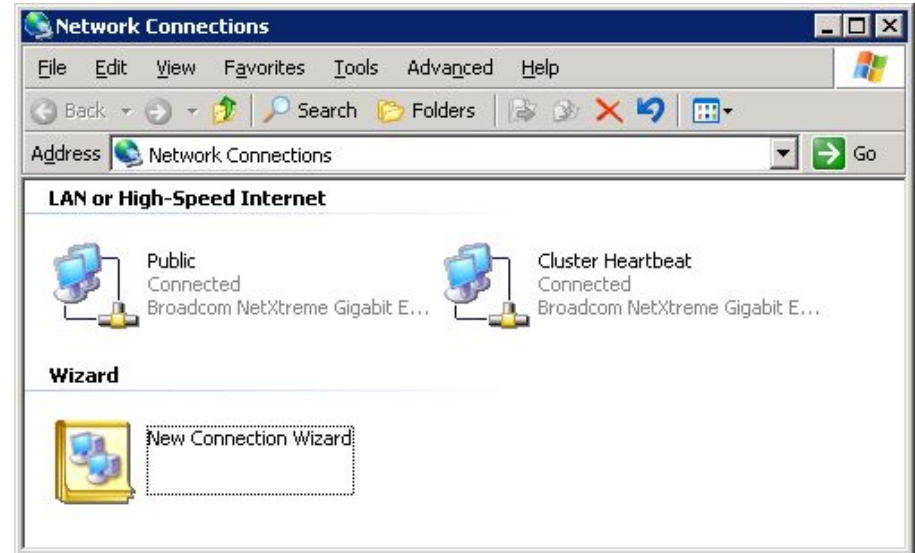 Network Connections
File Edit View Favorites Tools Advanced Help
Back Search Folders
Address Network Connections Go
LAN or High-Speed Internet
Public Cluster Heartbeat
Connected Connected
Broadcom NetXtreme Gigabit E... Broadcom NetXtreme Gigabit E...
Wizard
New Connection Wizard